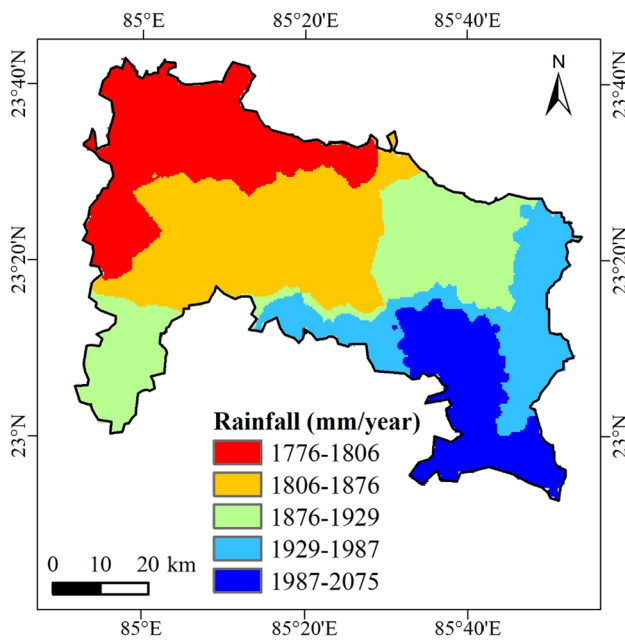 85°E 85°20'E 85°40'E
23°40'N 23°40'N
N
23°20'N 23°20'N
23°N 23°N
Rainfall (mm/year)
1776-1806
1806-1876
1876-1929
1929-1987
1987-2075
0 10 20 km
85°E 85°20'E 85°40'E